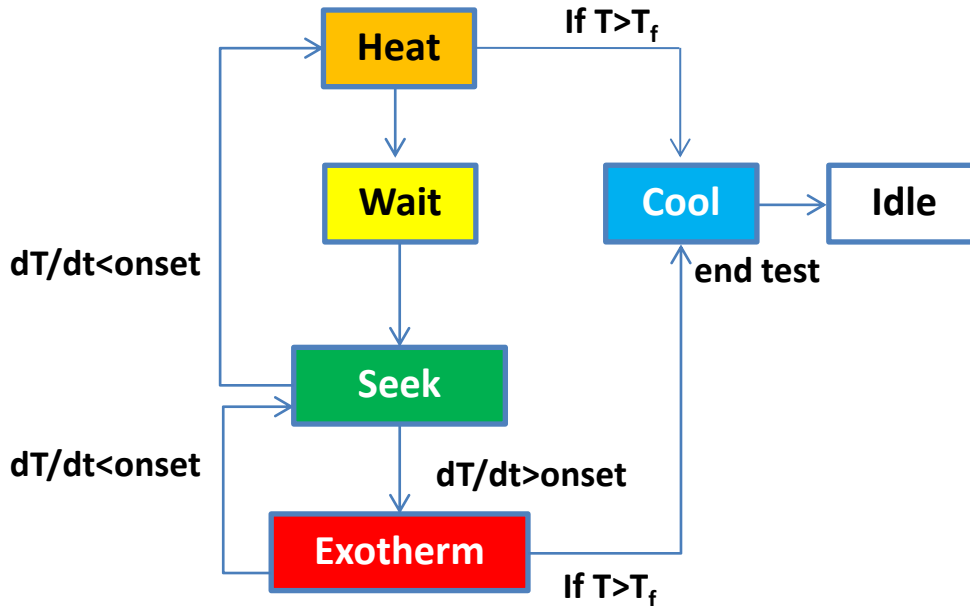 If T>Tf
Heat
Wait
Cool
Idle
dT/dt<onset
end test
Seek
dT/dt<onset
dT/dt>onset
Exotherm
If T>Tf